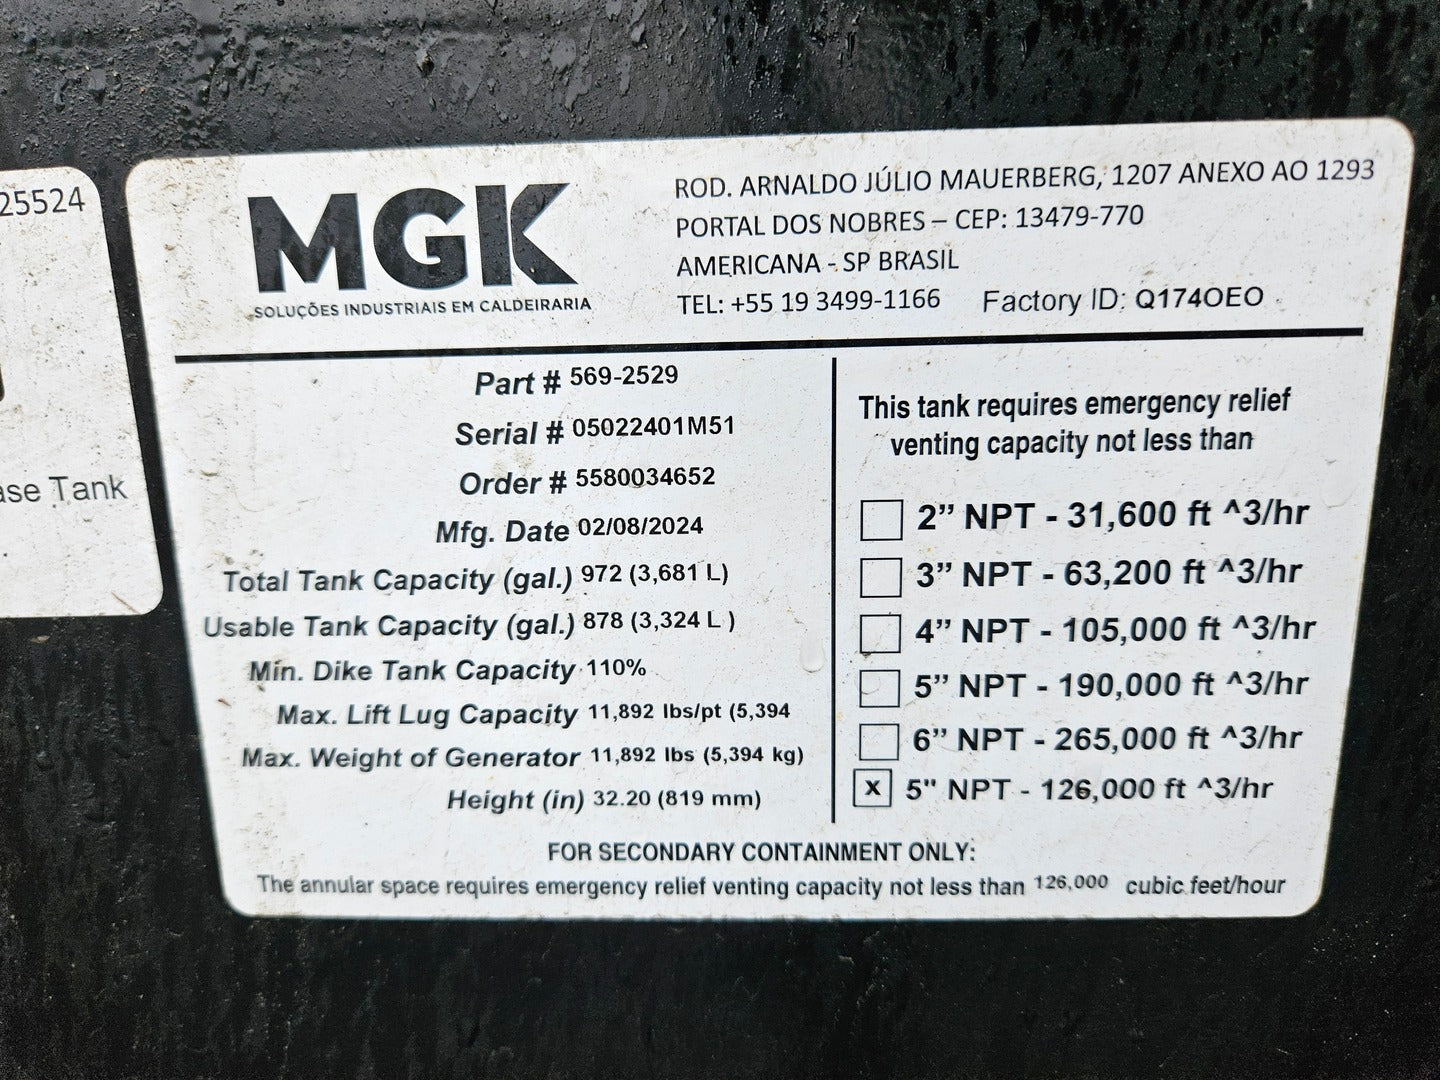 25524
ase Tank
MGK
SOLUÇÕES INDUSTRIAIS EM CALDEIRARIA
ROD. ARNALDO JÚLIO MAUERBERG, 1207 ANEXO AO 1293
PORTAL DOS NOBRES – CEP: 13479-770
AMERICANA - SP BRASIL
TEL: +55 19 3499-1166 Factory ID: Q174OEO
Part # 569-2529
Serial # 05022401M51
Order # 5580034652
Mfg. Date 02/08/2024
Total Tank Capacity (gal.) 972 (3,681 L)
Usable Tank Capacity (gal.) 878 (3,324 L )
Min. Dike Tank Capacity 110%
Max. Lift Lug Capacity 11,892 lbs/pt (5,394
Max. Weight of Generator 11,892 lbs (5,394 kg)
Height (in) 32.20 (819 mm)
This tank requires emergency relief
venting capacity not less than
2” NPT - 31,600 ft ^3/hr
3” NPT - 63,200 ft ^3/hr
4” NPT - 105,000 ft ^3/hr
5” NPT - 190,000 ft ^3/hr
6” NPT - 265,000 ft ^3/hr
x 5" NPT - 126,000 ft ^3/hr
FOR SECONDARY CONTAINMENT ONLY:
The annular space requires emergency relief venting capacity not less than 126,000 cubic feet/hour